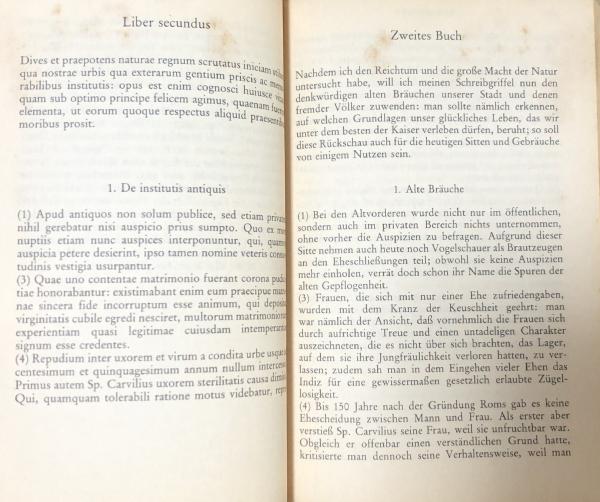 Liber secundus
Dives et praepotens naturae regnum scrutatus iniciam stilum
qua nostrae urbis qua exterarum gentium priscis ac memo-
rabilibus institutis: opus est enim cognosci huiusce vitae,
quam sub optimo principe felicem agimus, quaenam fuerint
elementa, ut eorum quoque respectus aliquid praesentibus
moribus prosit.
1. De institutis antiquis
(1) Apud antiquos non solum publice, sed etiam privatim
nihil gerebatur nisi auspicio prius sumpto. Quo ex more
nuptiis etiam nunc auspices interponuntur, qui, quamvis
auspicia petere desierint, ipso tamen nomine veteris consue-
tudinis vestigia usurpantur.
(3) Quae uno contentae matrimonio fuerant corona pudici-
tiae honorabantur: existimabant enim eum praecipue matro-
nae sincera fide incorruptum esse animum, qui depositae
virginitatis cubile egredi nesciret, multorum matrimoniorum
experientiam quasi legitimae cuiusdam intemperantiae
signum esse credentes.
(4) Repudium inter uxorem et virum a condita urbe usque ad
centesimum et quinquagesimum annum nullum intercessit.
Primus autem Sp. Carvilius uxorem sterilitatis causa dimisit.
Qui, quamquam tolerabili ratione motus videbatur, repre-
Zweites Buch
Nachdem ich den Reichtum und die große Macht der Natur
untersucht habe, will ich meinen Schreibgriffel nun den
denkwürdigen alten Bräuchen unserer Stadt und denen
fremder Völker zuwenden: man sollte nämlich erkennen,
auf welchen Grundlagen unser glückliches Leben, das wir
unter dem besten der Kaiser verleben dürfen, beruht; so soll
diese Rückschau auch für die heutigen Sitten und Gebräuche
von einigem Nutzen sein.
1. Alte Bräuche
(1) Bei den Altvorderen wurde nicht nur im öffentlichen,
sondern auch im privaten Bereich nichts unternommen,
ohne vorher die Auspizien zu befragen. Aufgrund dieser
Sitte nehmen auch heute noch Vogelschauer als Brautzeugen
an den Eheschließungen teil; obwohl sie keine Auspizien
mehr einholen, verrät doch schon ihr Name die Spuren der
alten Gepflogenheit.
(3) Frauen, die sich mit nur einer Ehe zufriedengaben,
wurden mit dem Kranz der Keuschheit geehrt: man
war nämlich der Ansicht, daß vornehmlich die Frauen sich
durch aufrichtige Treue und einen untadeligen Charakter
auszeichneten, die es nicht über sich brachten, das Lager,
auf dem sie ihre Jungfräulichkeit verloren hatten, zu ver-
lassen; zudem sah man in dem Eingehen vieler Ehen das
Indiz für eine gewissermaßen gesetzlich erlaubte Zügel-
losigkeit.
(4) Bis 150 Jahre nach der Gründung Roms gab es keine
Ehescheidung zwischen Mann und Frau. Als erster aber
verstieß Sp. Carvilius seine Frau, weil sie unfruchtbar war.
Obgleich er offenbar einen verständlichen Grund hatte,
kritisierte man dennoch seine Verhaltensweise, weil man